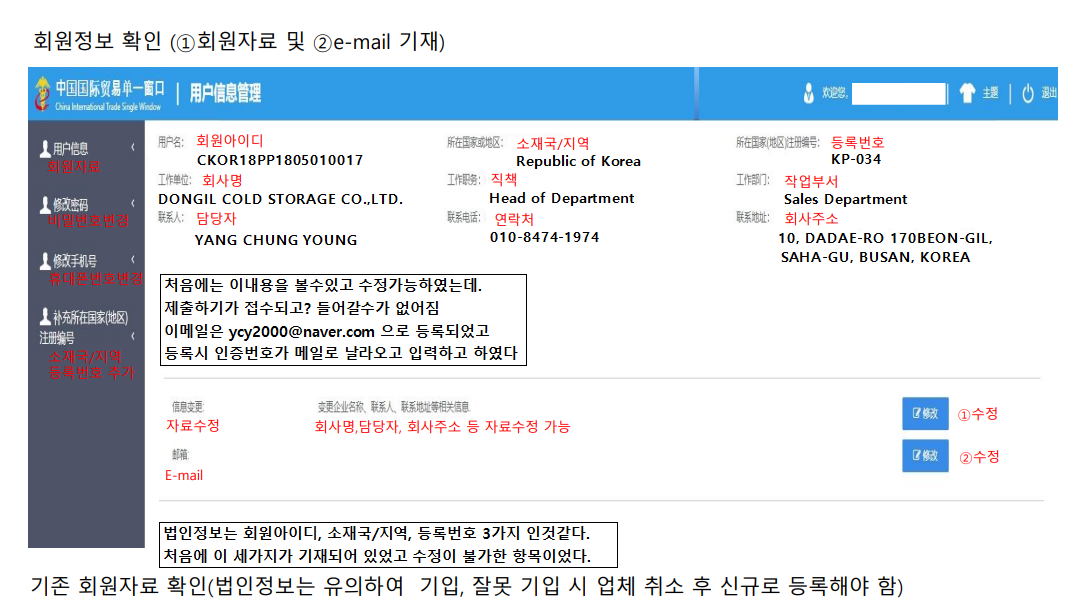 회원정보 확인 (①회원자료 및 ②e-mail 기재)
中国国际贸易单一窗口 | 用户信息管理
China International Trade Single Window
欢迎您,
主题 | 退出
用户信息
회원자료
修改密码
비밀번호변경
修改手机号
휴대폰번호변경
补充所在国家(地区)
注册编号
소재국/지역
등록번호 추가
用户名: 회원아이디
CKOR18PP1805010017
所在国家或地区: 소재국/지역
Republic of Korea
所在国家(地区)注册编号: 등록번호
KP-034
工作单位: 회사명
DONGIL COLD STORAGE CO.,LTD.
工作职务: 직책
Head of Department
工作部门: 작업부서
Sales Department
联系人: 담당자
YANG CHUNG YOUNG
联系电话: 연락처
010-8474-1974
联系地址: 회사주소
10, DADAE-RO 170BEON-GIL,
SAHA-GU, BUSAN, KOREA
처음에는 이내용을 볼수있고 수정가능하였는데.
제출하기가 접수되고? 들어갈수가 없어짐
이메일은 ycy2000@naver.com 으로 등록되었고
등록시 인증번호가 메일로 날라오고 입력하고 하였다
信息变更: 变更企业名称、联系人、联系地址等相关信息
자료수정 회사명,담당자, 회사주소 등 자료수정 가능
修改 ①수정
邮箱:
E-mail
修改 ②수정
법인정보는 회원아이디, 소재국/지역, 등록번호 3가지 인것같다.
처음에 이 세가지가 기재되어 있었고 수정이 불가한 항목이었다.
기존 회원자료 확인(법인정보는 유의하여 기입, 잘못 기입 시 업체 취소 후 신규로 등록해야 함)